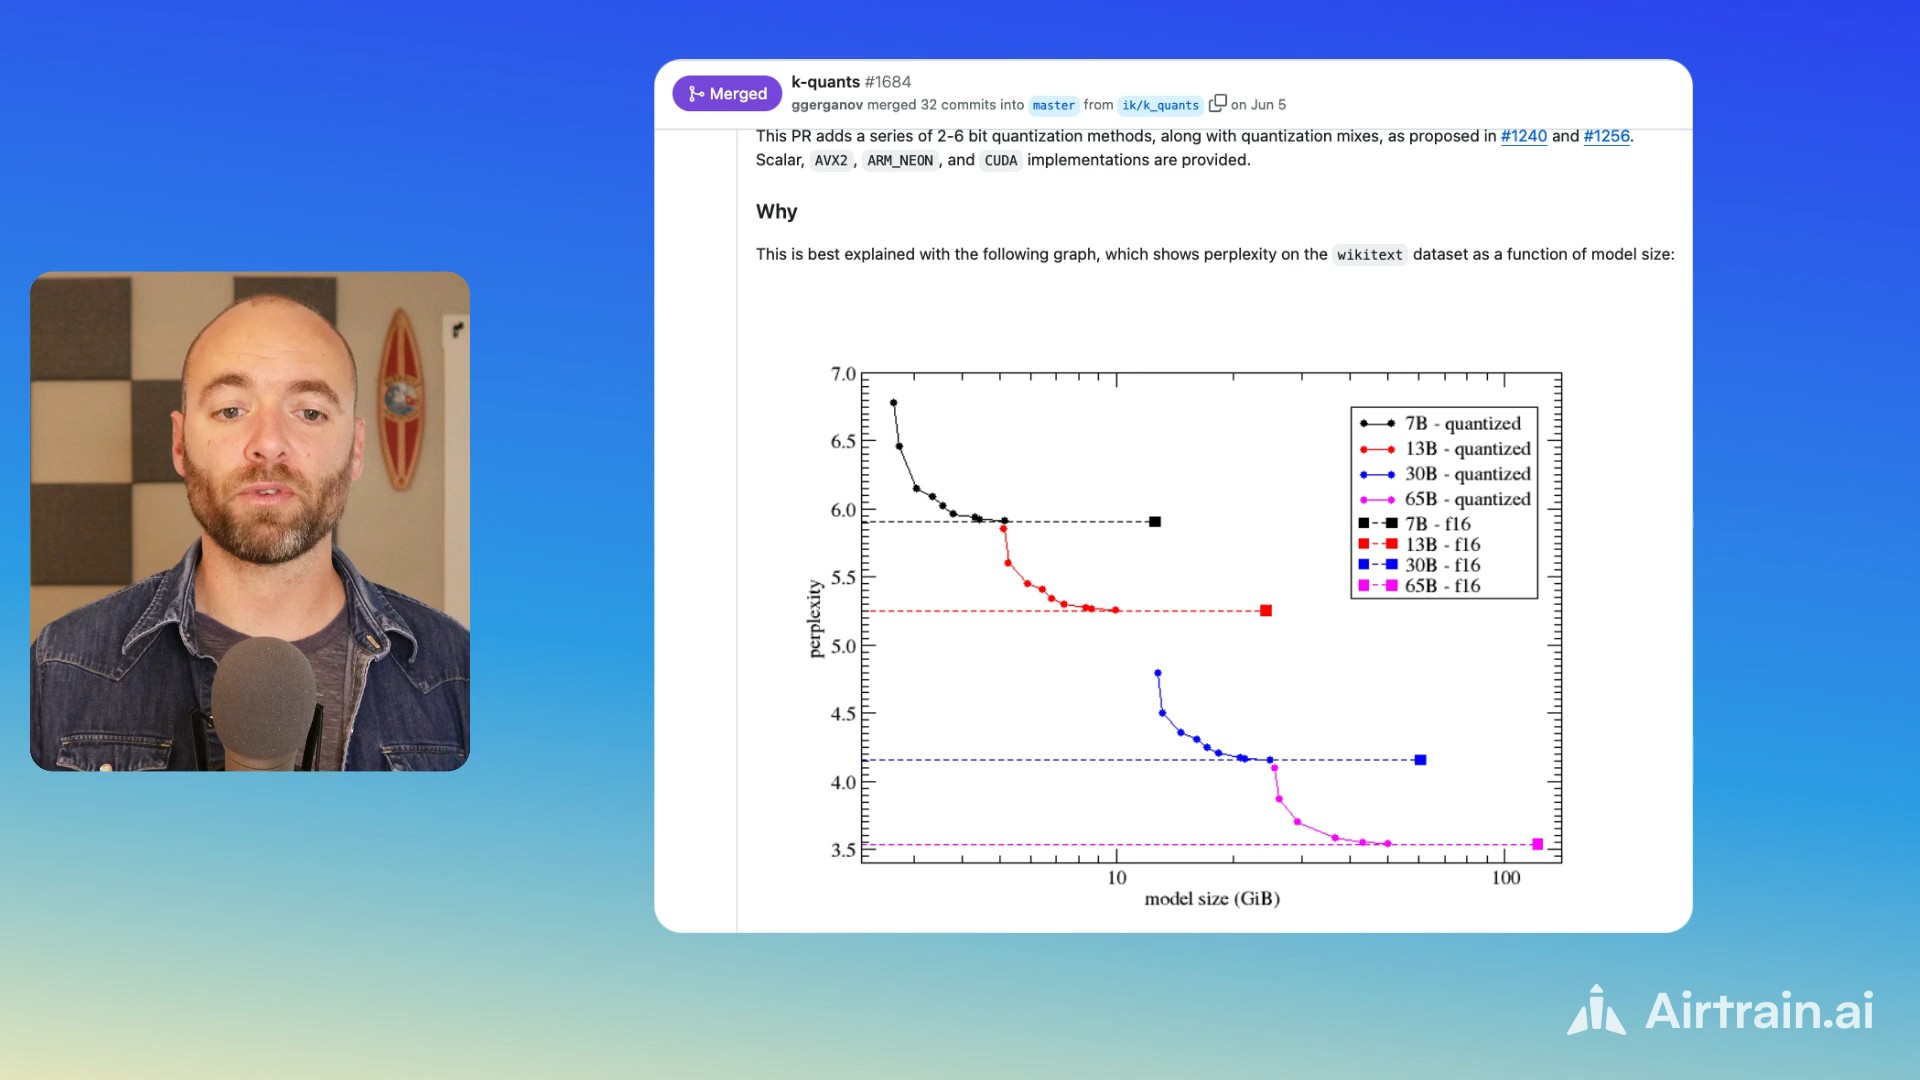 Merged
k-quants #1684
ggerganov merged 32 commits into master from ik/k_quants on Jun 5
This PR adds a series of 2-6 bit quantization methods, along with quantization mixes, as proposed in #1240 and #1256.
Scalar, AVX2, ARM_NEON, and CUDA implementations are provided.
Why
This is best explained with the following graph, which shows perplexity on the wikitext dataset as a function of model size:
7.0
6.5
6.0
5.5
5.0
4.5
4.0
3.5
perplexity
7B - quantized
13B - quantized
30B - quantized
65B - quantized
7B - f16
13B - f16
30B - f16
65B - f16
10
100
model size (GiB)
Airtrain.ai